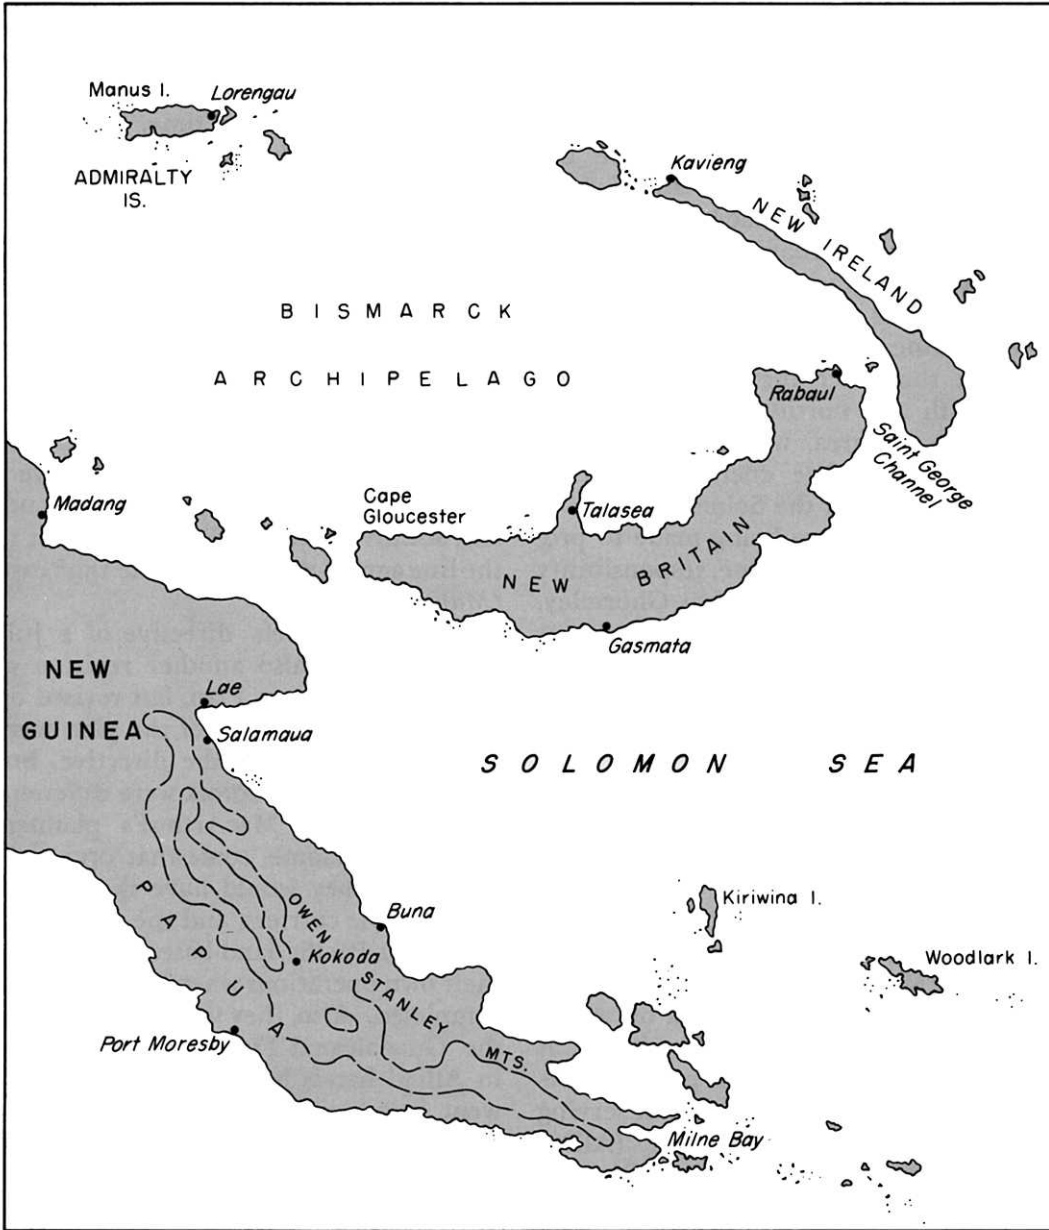 Manus I.
Lorengau
ADMIRALTY
IS.
Kavieng
NEW IRELAND
BISMARCK
ARCHIPELAGO
Rabaul
Saint George
Channel
Madang
Cape
Gloucester
Talasea
NEW BRITAIN
Gasmata
NEW
GUINEA
Lae
Salamaua
SOLOMON SEA
PAPUA
OWEN
STANLEY
MTS.
Buna
Kokoda
Port Moresby
Kiriwina I.
Woodlark I.
Milne Bay